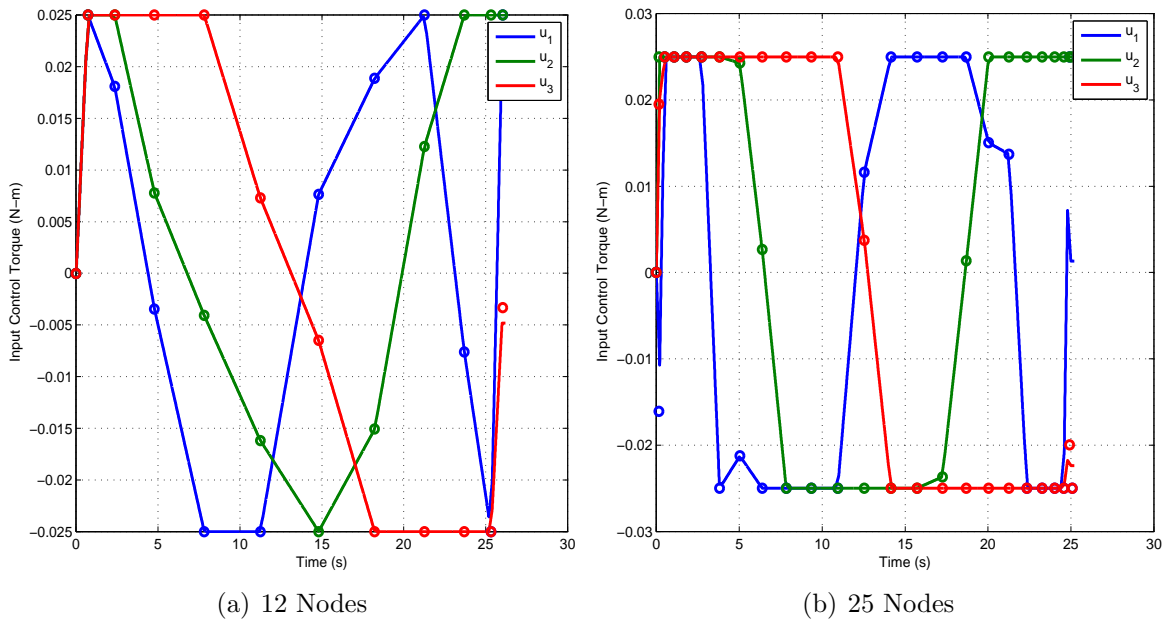 0.025
0.02
0.015
0.01
0.005
0
−0.005
−0.01
−0.015
−0.02
−0.025
Input Control Torque (N−m)
0 5 10 15 20 25 30
Time (s)
u1
u2
u3
(a) 12 Nodes
0.03
0.02
0.01
0
−0.01
−0.02
−0.03
Input Control Torque (N−m)
0 5 10 15 20 25 30
Time (s)
u1
u2
u3
(b) 25 Nodes